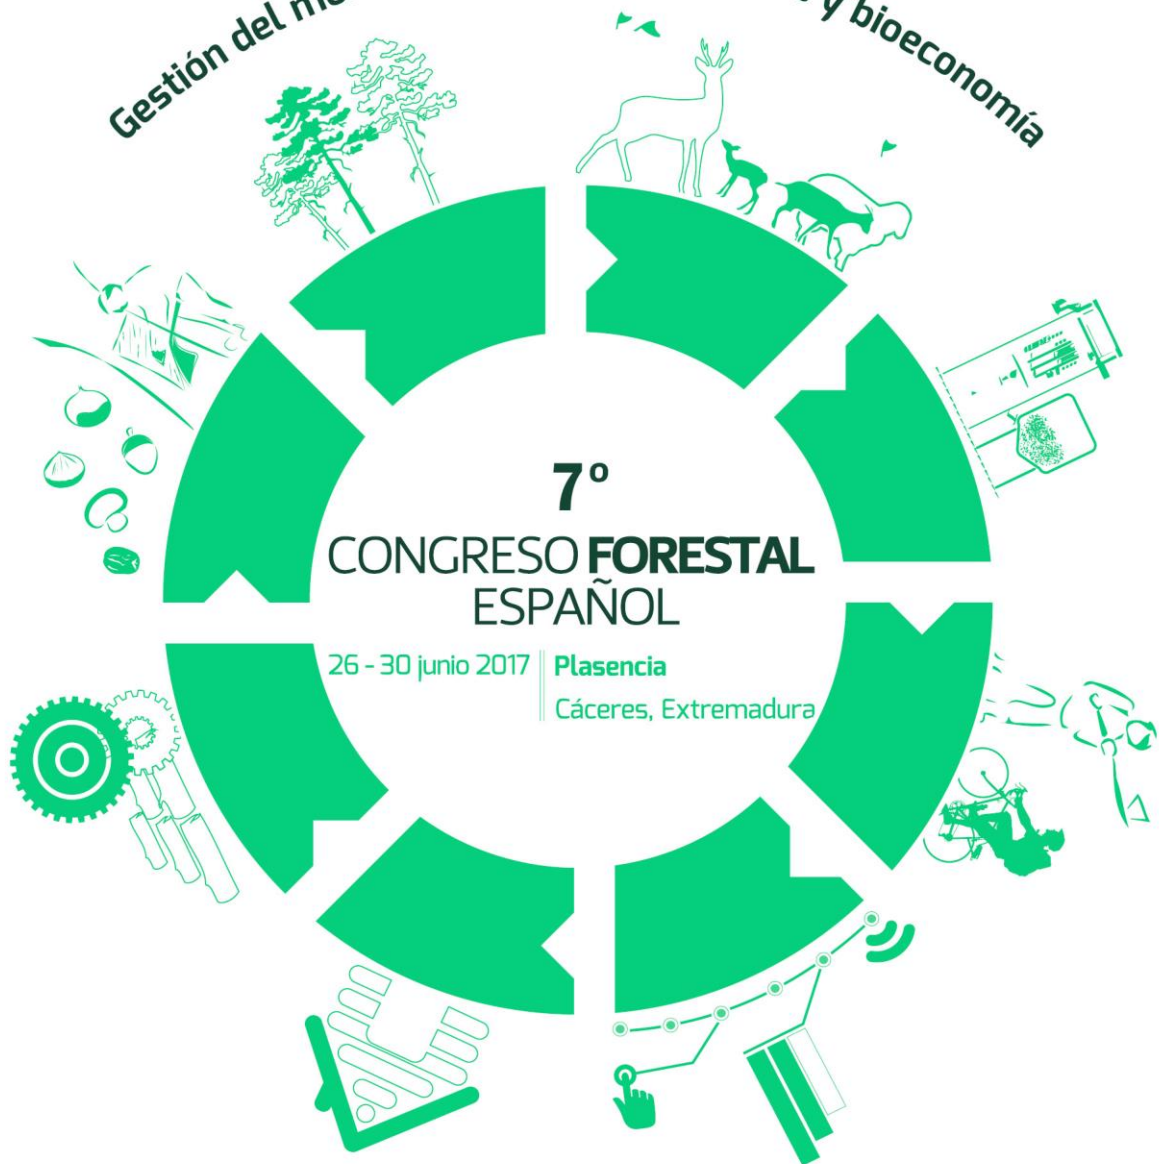 Gestión del
y bioeconomía
7º
CONGRESO FORESTAL
ESPAÑOL
26 - 30 junio 2017
Plasencia
Cáceres, Extremadura